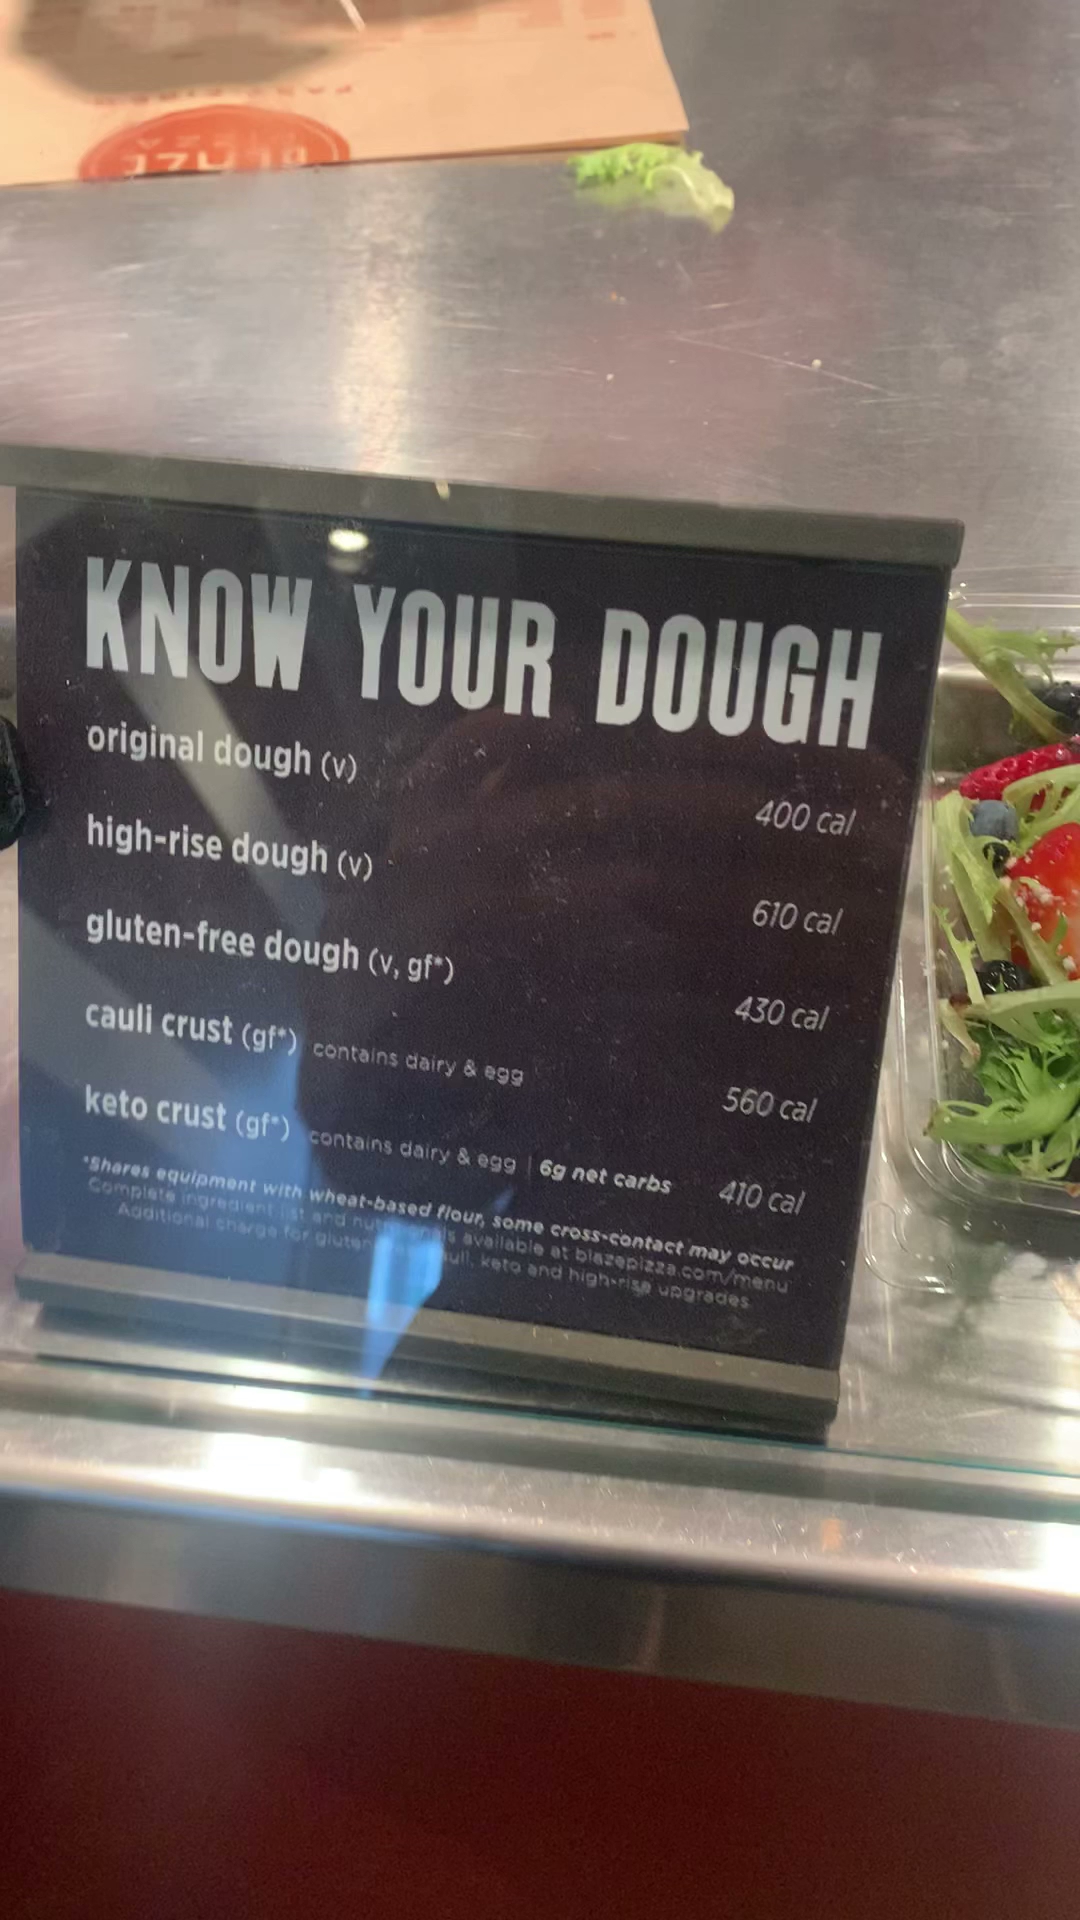 KNOW YOUR DOUGH
original dough (v) 400 cal
high-rise dough (v) 610 cal
gluten-free dough (v, gf*) 430 cal
cauli crust (gf*) contains dairy & egg 560 cal
keto crust (gf*) contains dairy & egg | 6g net carbs 410 cal
*Shares equipment with wheat-based flour, some cross-contact may occur
Complete ingredient list and available at blazepizza.com/menu
Additional charge for keto and high-rise upgrades